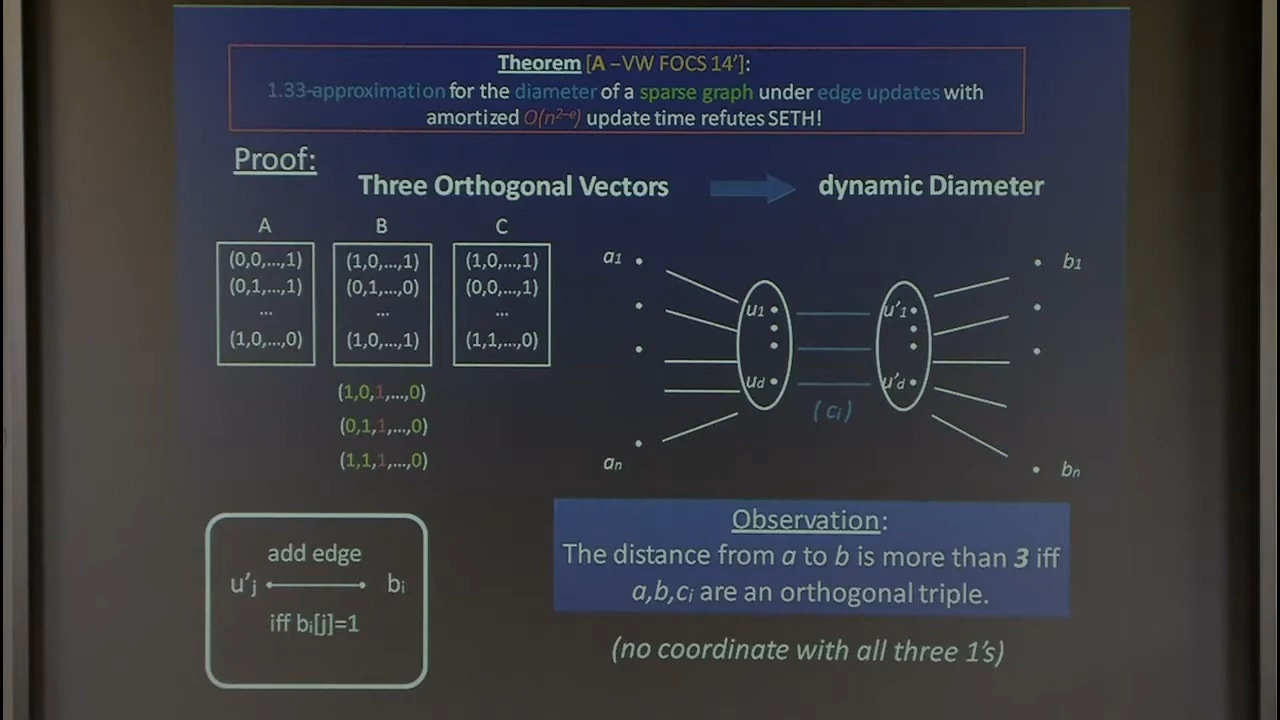 Theorem [A –VW FOCS 14']:
1.33-approximation for the diameter of a sparse graph under edge updates with
amortized O(n^2-e) update time refutes SETH!
Proof:
Three Orthogonal Vectors
dynamic Diameter
A B C
(0,0,...,1) (1,0,...,1) (1,0,...,1)
(0,1,...,1) (0,1,...,0) (0,0,...,1)
... ... ...
(1,0,...,0) (1,0,...,1) (1,1,...,0)
(1,0,1,...,0)
(0,1,1,...,0)
(1,1,1,...,0)
a1
b1
u1
u'1
ud
u'd
(ci)
an
bn
add edge
u'j bi
iff bi[j]=1
Observation:
The distance from a to b is more than 3 iff
a,b,ci are an orthogonal triple.
(no coordinate with all three 1's)